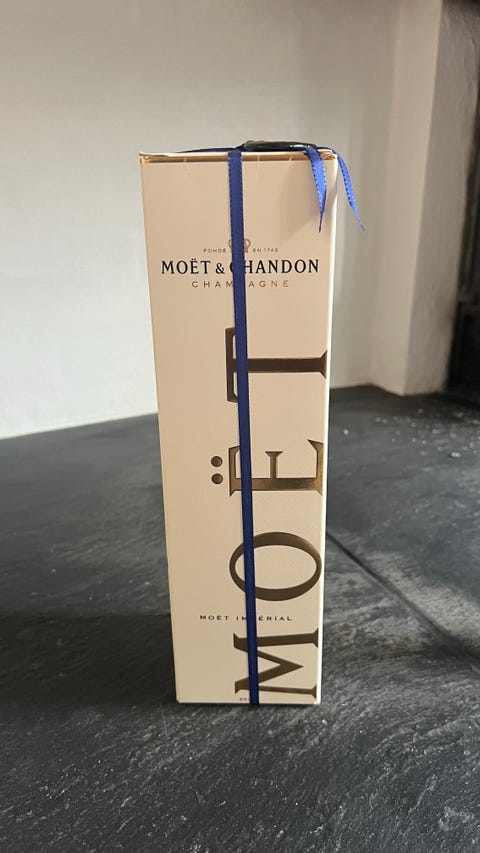 FONDÉ EN 1743
MOËT & CHANDON
CHAMPAGNE
MOËT
MOËT IMPÉRIAL